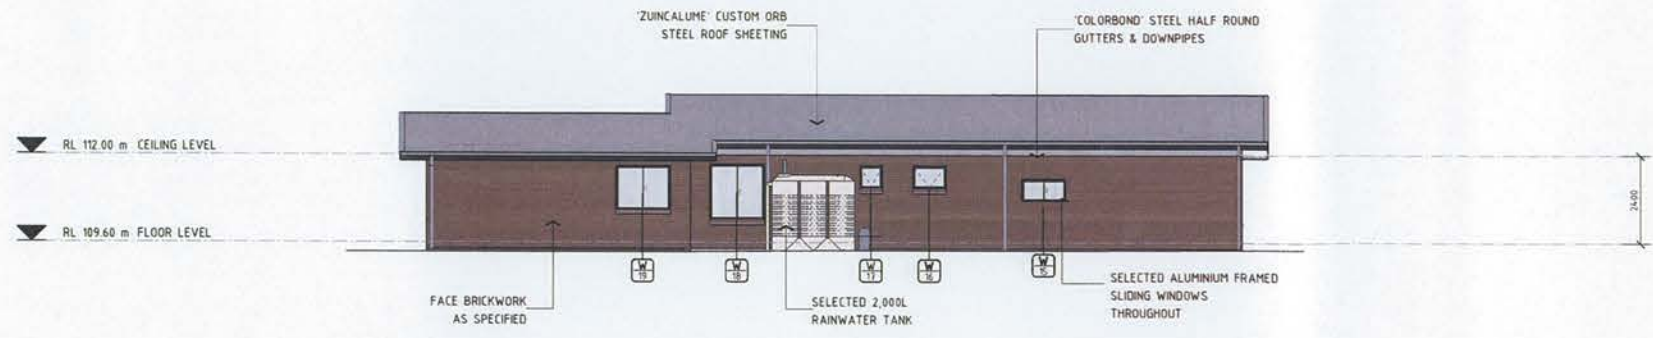 'ZUINCALUME' CUSTOM ORB
STEEL ROOF SHEETING
'COLORBOND' STEEL HALF ROUND
GUTTERS & DOWNPIPES
RL 112.00 m CEILING LEVEL
RL 109.60 m FLOOR LEVEL
2400
W
19
W
18
W
17
W
16
W
15
FACE BRICKWORK
AS SPECIFIED
SELECTED 2,000L
RAINWATER TANK
SELECTED ALUMINIUM FRAMED
SLIDING WINDOWS
THROUGHOUT